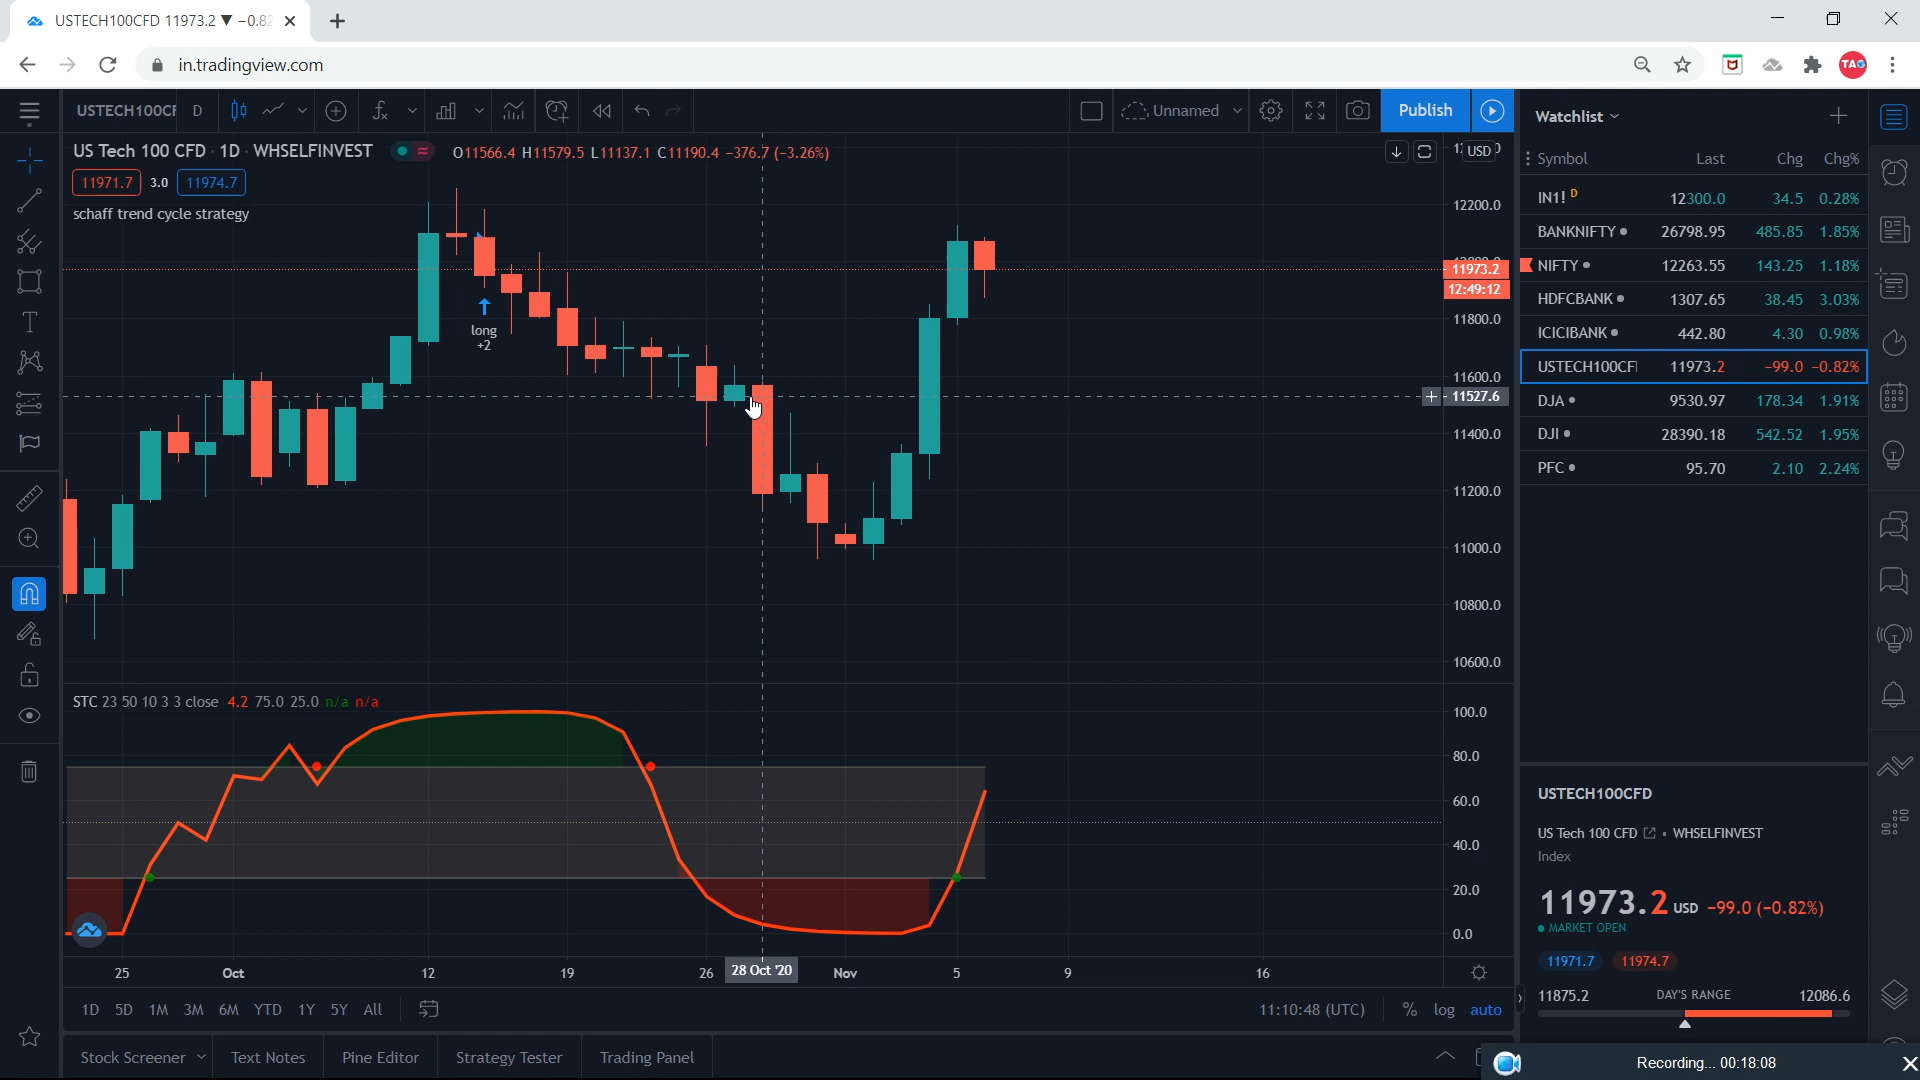 USTECH100CFD 11973.2 ▼ −0.82
in.tradingview.com
TAG
USTECH100CF D
Unnamed
Publish
US Tech 100 CFD · 1D · WHSELFINVEST O11566.4 H11579.5 L11137.1 C11190.4 −376.7 (−3.26%)
11971.7 3.0 11974.7
schaff trend cycle strategy
long
+2
USD
12200.0
11973.2
12:49:12
11800.0
11600.0
11527.6
11400.0
11200.0
11000.0
10800.0
10600.0
STC 23 50 10 3 3 close 4.2 75.0 25.0 n/a n/a
100.0
80.0
60.0
40.0
20.0
0.0
25 Oct 12 19 26 28 Oct '20 Nov 5 9 16
1D 5D 1M 3M 6M YTD 1Y 5Y All 11:10:48 (UTC) % log auto
Stock Screener Text Notes Pine Editor Strategy Tester Trading Panel
Watchlist
Symbol Last Chg Chg%
IN1! D 12300.0 34.5 0.28%
BANKNIFTY 26798.95 485.85 1.85%
NIFTY 12263.55 143.25 1.18%
HDFCBANK 1307.65 38.45 3.03%
ICICIBANK 442.80 4.30 0.98%
USTECH100CF 11973.2 −99.0 −0.82%
DJA 9530.97 178.34 1.91%
DJI 28390.18 542.52 1.95%
PFC 95.70 2.10 2.24%
USTECH100CFD
US Tech 100 CFD • WHSELFINVEST
Index
11973.2 USD −99.0 (−0.82%)
MARKET OPEN
11971.7 11974.7
11875.2 DAY'S RANGE 12086.6
Recording... 00:18:08